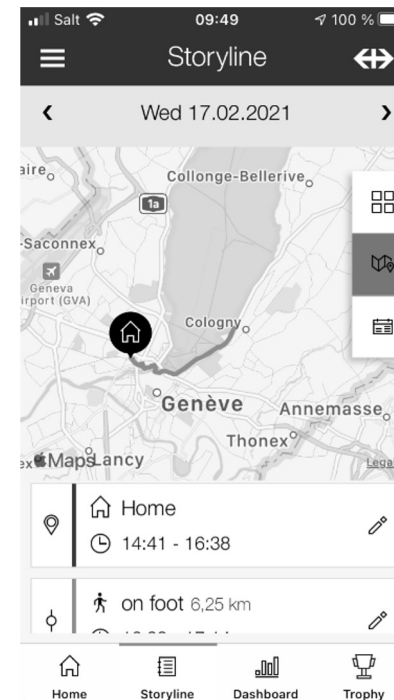 Salt 09:49 100 %
Storyline
Wed 17.02.2021
aire
Collonge-Bellerive
1a
-Saconnex
Geneva
irport (GVA)
Cologny
Genève
Annemasse
Thonex
Maps
Lancy
Legal
Home
14:41 - 16:38
on foot 6,25 km
Home Storyline Dashboard Trophy